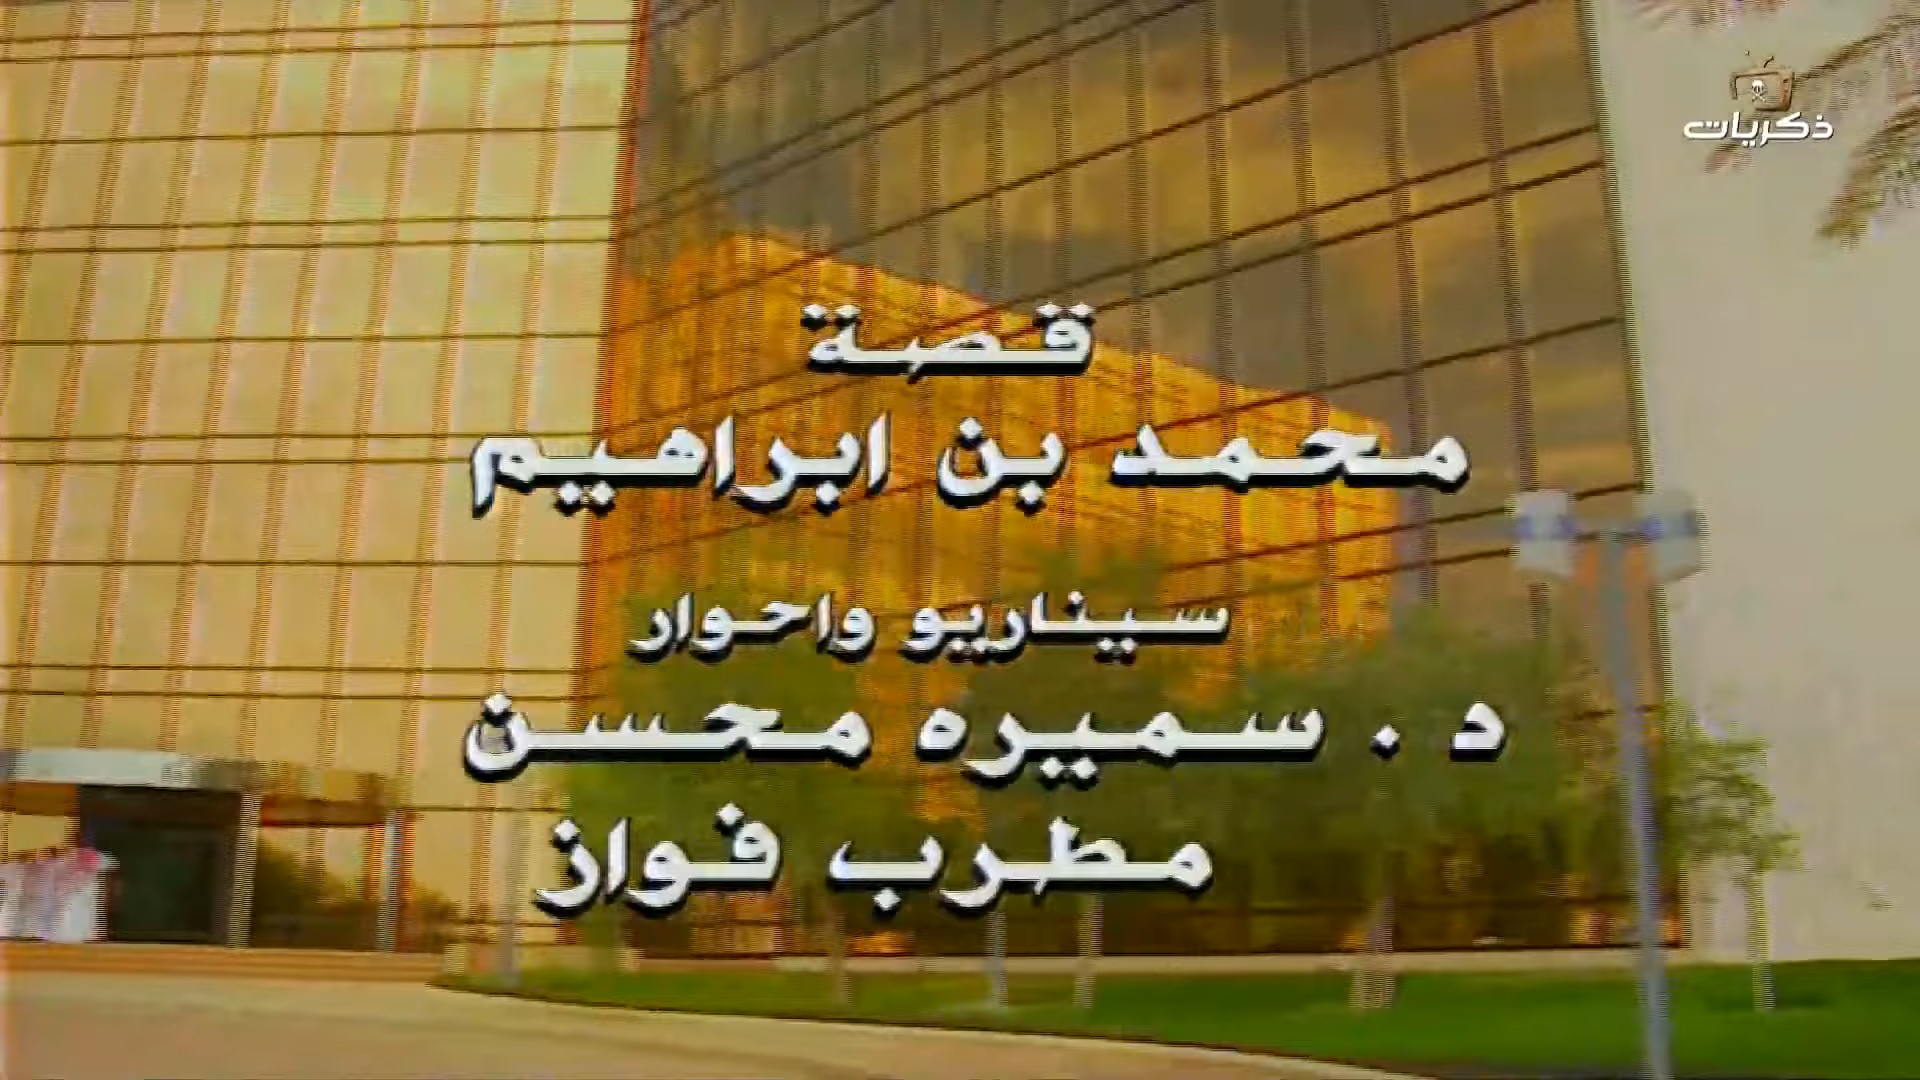 ذكريات
قصة
محمد بن ابراهيم
سيناريو واحوار
د . سميره محسن
مطرب فواز